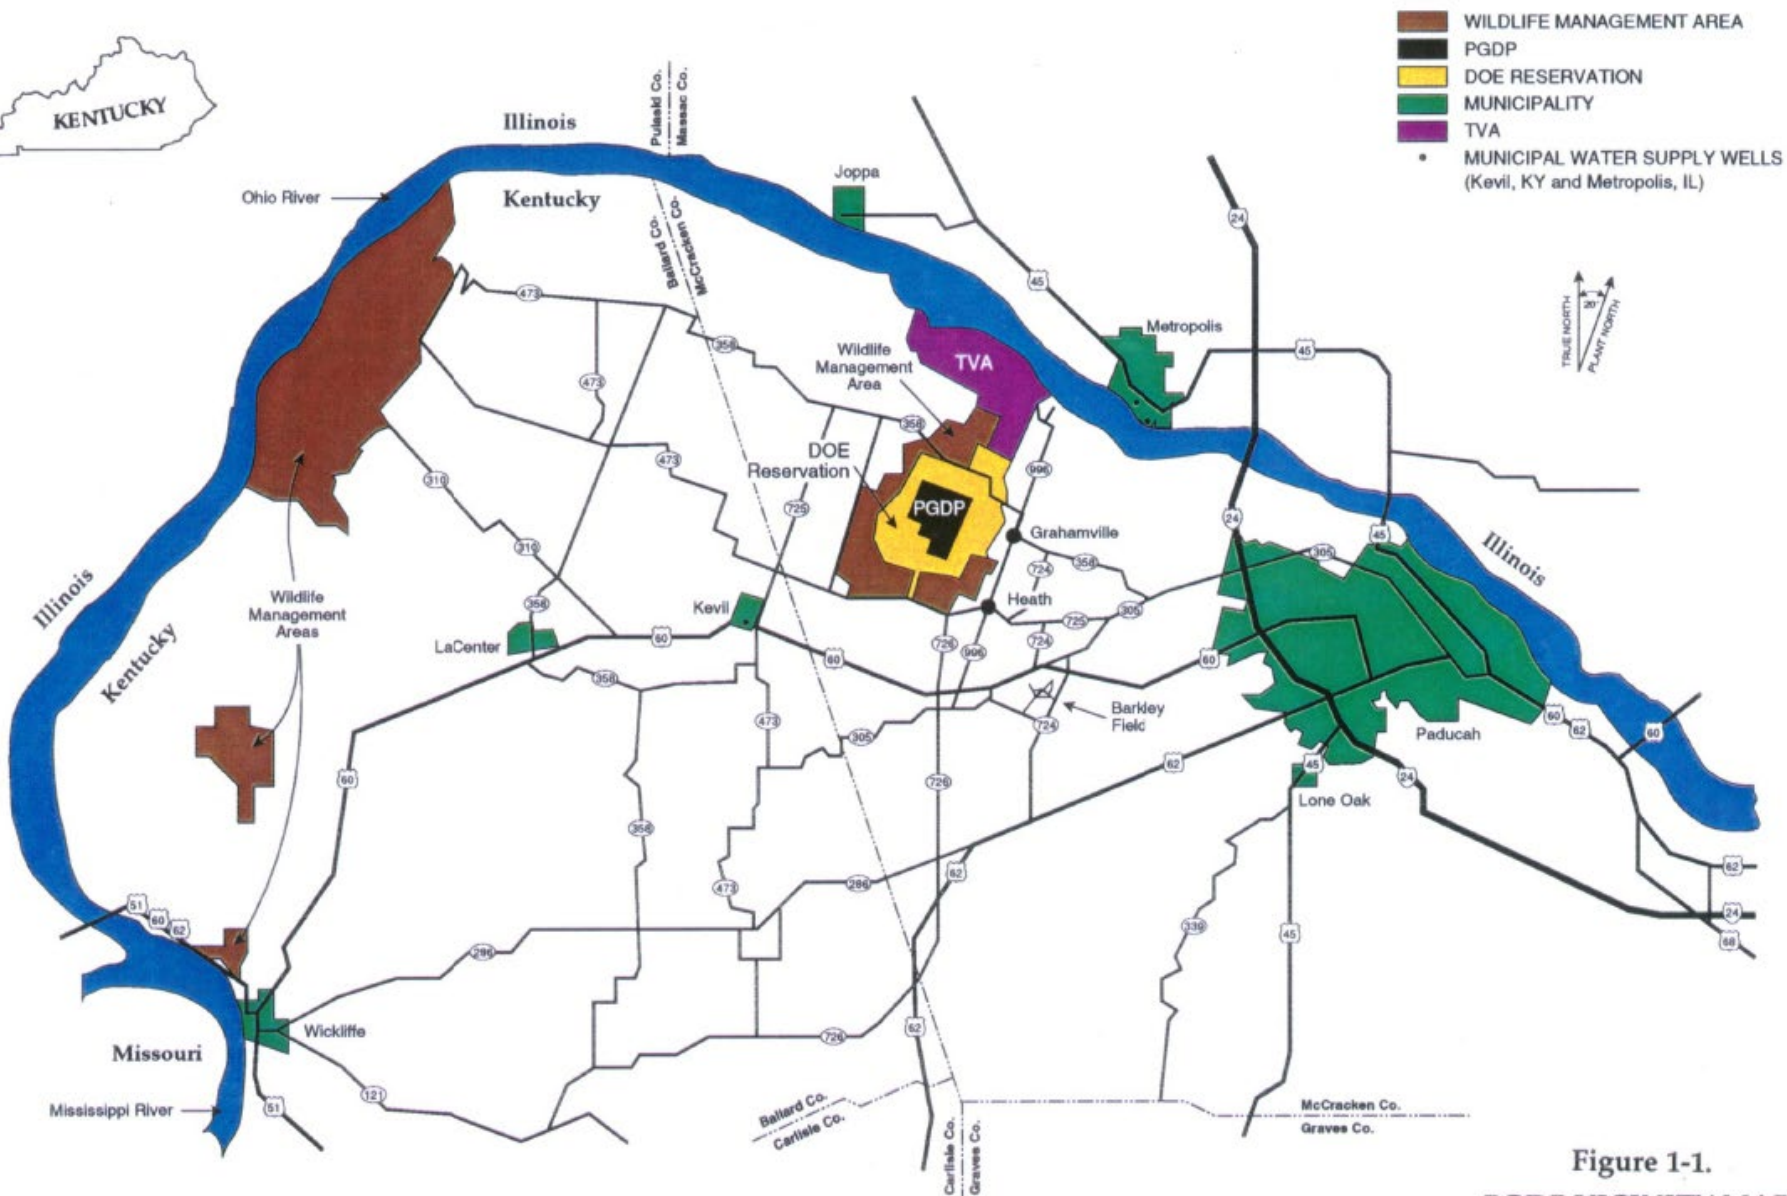 WILDLIFE MANAGEMENT AREA
PGDP
DOE RESERVATION
MUNICIPALITY
TVA
MUNICIPAL WATER SUPPLY WELLS
(Kevil, KY and Metropolis, IL)
KENTUCKY
Pulaski Co.
Massac Co.
Illinois
Ohio River
Kentucky
Ballard Co.
McCracken Co.
Joppa
24
45
TRUE NORTH
20°
PLANT NORTH
Metropolis
45
473
358
Wildlife
Management
Area
TVA
473
358
DOE
Reservation
473
310
996
725
PGDP
24
45
Grahamville
310
305
Illinois
358
724
Illinois
Wildlife
Management
Areas
358
Kevil
Heath
305
725
LaCenter
60
726
996
724
60
60
Kentucky
358
473
Barkley
Field
724
60
62
60
305
Paducah
62
45
24
60
726
Lone Oak
358
62
473
286
62
51
60
62
24
339
45
68
286
Wickliffe
62
726
Missouri
121
Mississippi River
51
Ballard Co.
Carlisle Co.
McCracken Co.
Graves Co.
Carlisle Co.
Graves Co.
Figure 1-1.